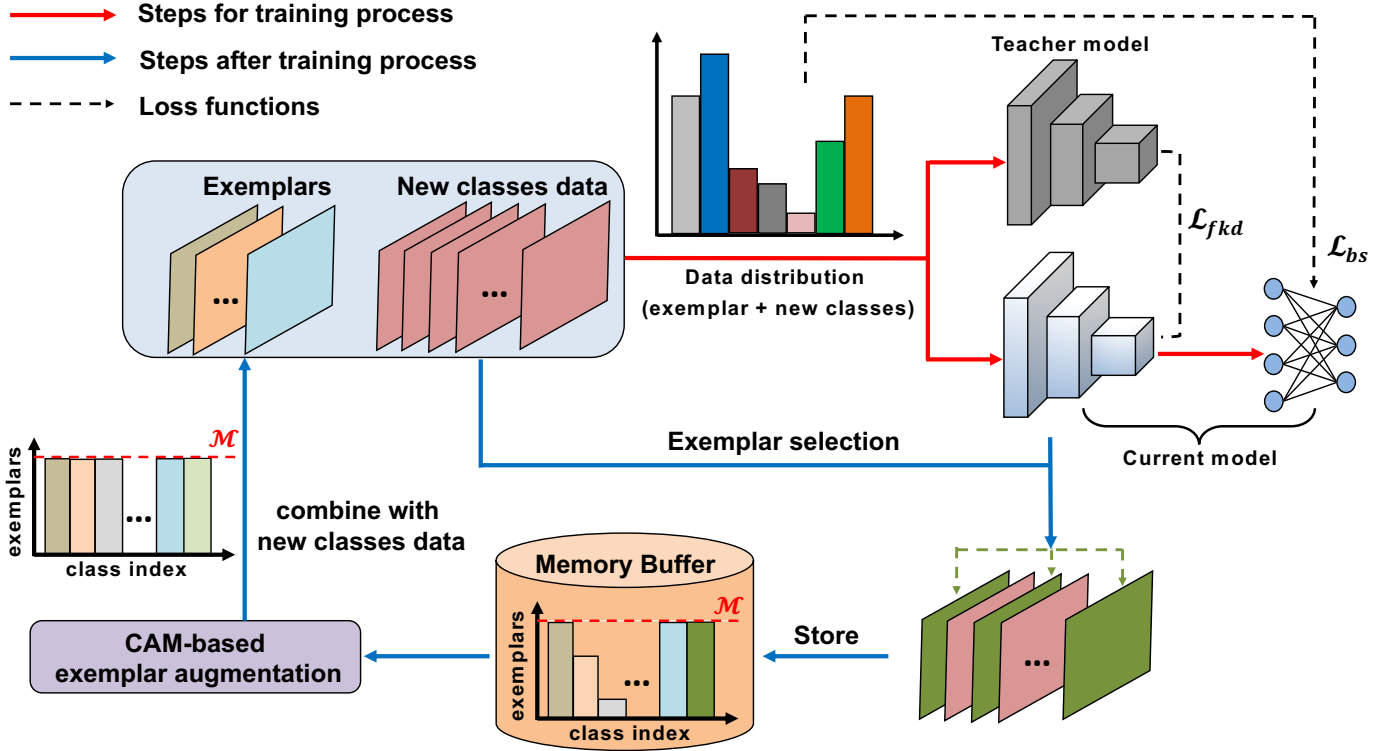 Steps for training process
Steps after training process
Loss functions
Teacher model
Exemplars
New classes data
...
...
Data distribution
(exemplar + new classes)
ℒfkd
ℒbs
Current model
Exemplar selection
ℳ
exemplars
...
class index
combine with
new classes data
Memory Buffer
ℳ
exemplars
...
class index
Store
...
CAM-based
exemplar augmentation